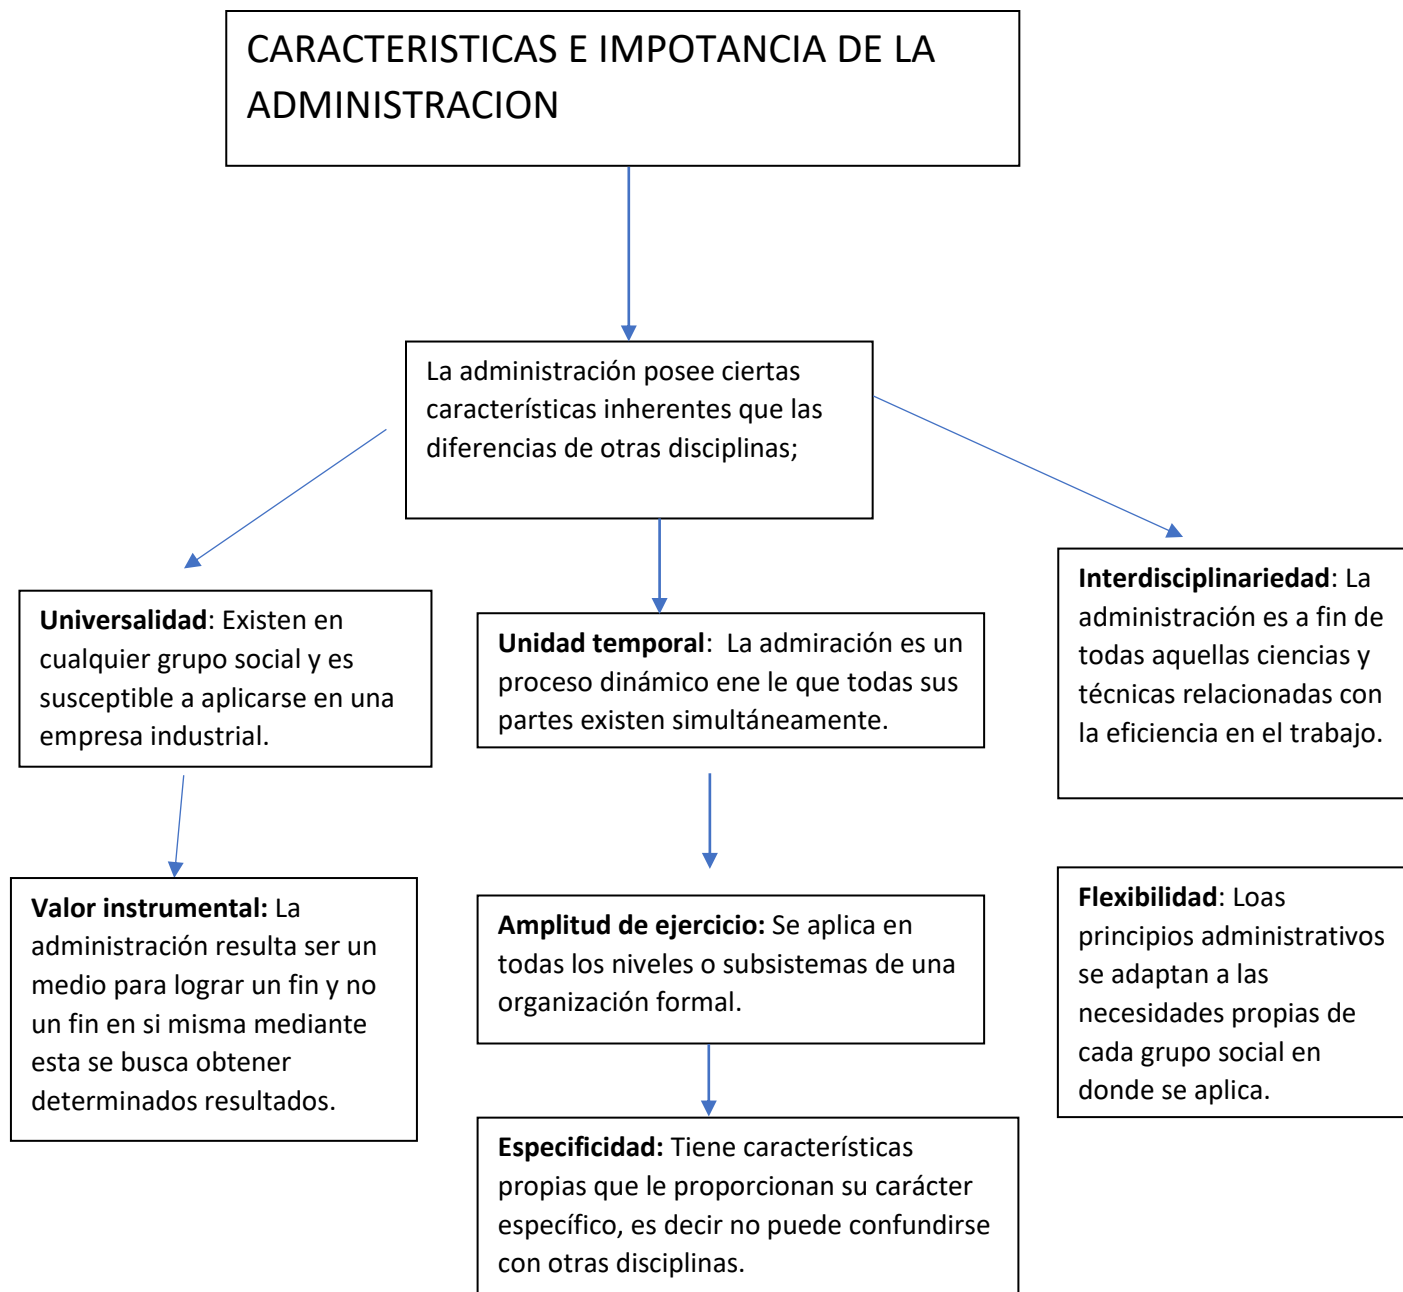 CARACTERISTICAS E IMPOTANCIA DE LA
ADMINISTRACION
La administración posee ciertas
característícas inherentes que las
diferencias de otras disciplinas;
Universalidad: Existen en
cualquier grupo social y es
susceptible a aplicarse en una
empresa industrial.
Unidad temporal:  La admiración es un
proceso dinámico ene le que todas sus
partes existen simultáneamente.
Interdisciplinariedad: La
administración es a fin de
todas aquellas ciencias y
técnicas relacionadas con
la eficiencia en el trabajo.
Valor instrumental: La
administración resulta ser un
medio para lograr un fin y no
un fin en si misma mediante
esta se busca obtener
determinados resultados.
Amplitud de ejercicio: Se aplica en
todas los niveles o subsistemas de una
organización formal.
Flexibilidad: Loas
principios administrativos
se adaptan a las
necesidades propias de
cada grupo social en
donde se aplica.
Especificidad: Tiene característícas
propias que le proporcionan su carácter
específico, es decir no puede confundirse
con otras disciplinas.